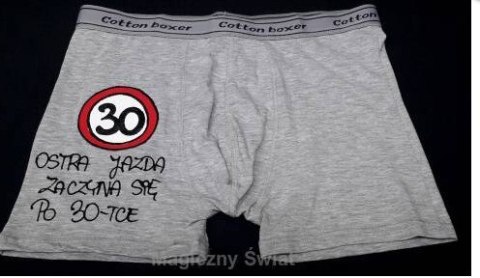 Cotton boxer Cotton boxer Cotton boxer
30
OSTRA JAZDA
ZACZYNA SIĘ
PO 30-TCE
Magiczny Świat